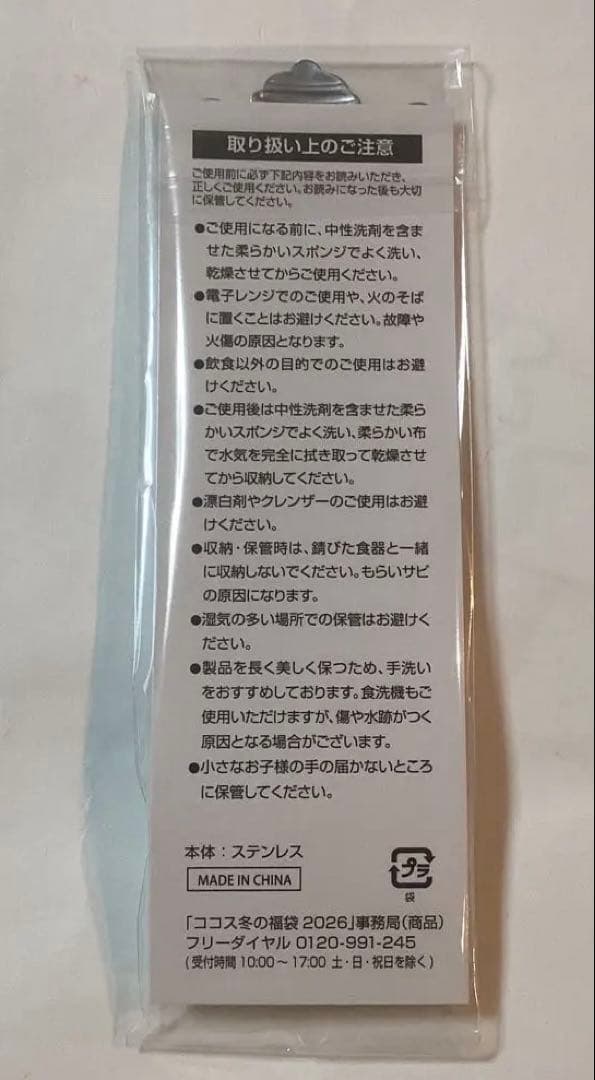 取り扱い上のご注意
ご使用前に必ず下記内容をお読みいただき、
正しくご使用ください。お読みになった後も大切
に保管してください。
●ご使用になる前に、中性洗剤を含ま
せた柔らかいスポンジでよく洗い、
乾燥させてからご使用ください。
●電子レンジでのご使用や、火のそば
に置くことはお避けください。故障や
火傷の原因となります。
●飲食以外の目的でのご使用はお避
けください。
●ご使用後は中性洗剤を含ませた柔ら
かいスポンジでよく洗い、柔らかい布
で水気を完全に拭き取って乾燥させ
てから収納してください。
●漂白剤やクレンザーのご使用はお避
けください。
●収納・保管時は、錆びた食器と一緒
に収納しないでください。もらいサビ
の原因になります。
●湿気の多い場所での保管はお避けく
ださい。
●製品を長く美しく保つため、手洗い
をおすすめしております。食洗機もご
使用いただけますが、傷や水跡がつく
原因となる場合がございます。
●小さなお子様の手の届かないところ
に保管してください。
本体：ステンレス
MADE IN CHINA
プラ
袋
「ココス冬の福袋 2026」事務局(商品)
フリーダイヤル 0120-991-245
(受付時間 10:00～17:00 土・日・祝日を除く)